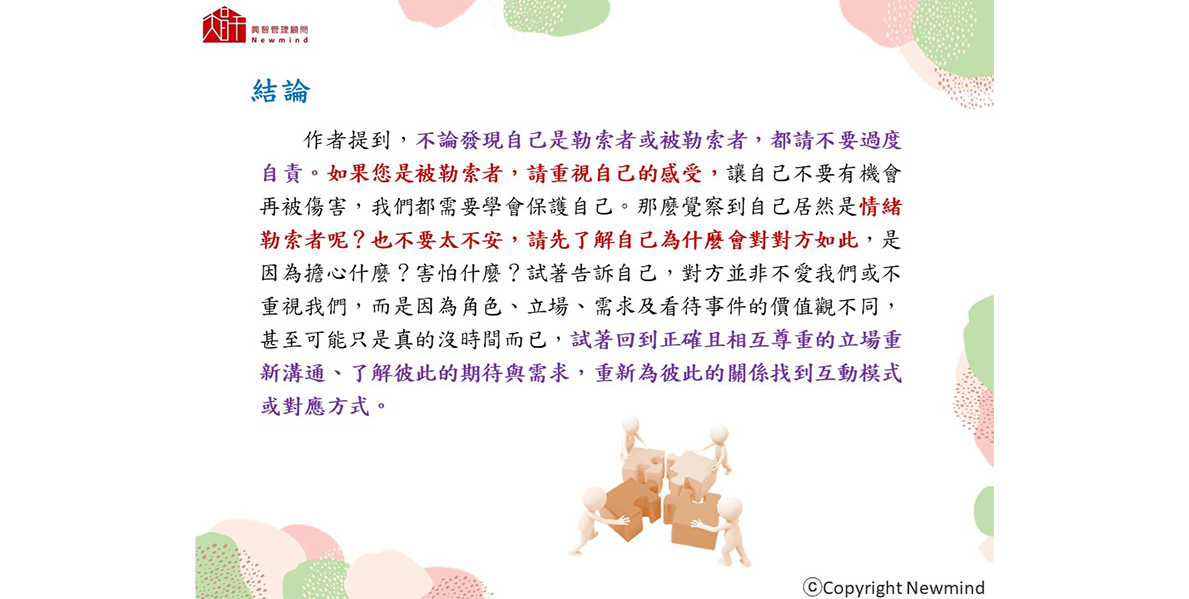 興智管理顧問
Newmind
結論
作者提到，不論發現自己是勒索者或被勒索者，都請不要過度
自責。如果您是被勒索者，請重視自己的感受，讓自己不要有機會
再被傷害，我們都需要學會保護自己。那麼覺察到自己居然是情緒
勒索者呢？也不要太不安，請先了解自己為什麼會對對方如此，是
因為擔心什麼？害怕什麼？試著告訴自己，對方並非不愛我們或不
重視我們，而是因為角色、立場、需求及看待事件的價值觀不同，
甚至可能只是真的沒時間而已，試著回到正確且相互尊重的立場重
新溝通、了解彼此的期待與需求，重新為彼此的關係找到互動模式
或對應方式。
ⓒCopyright Newmind